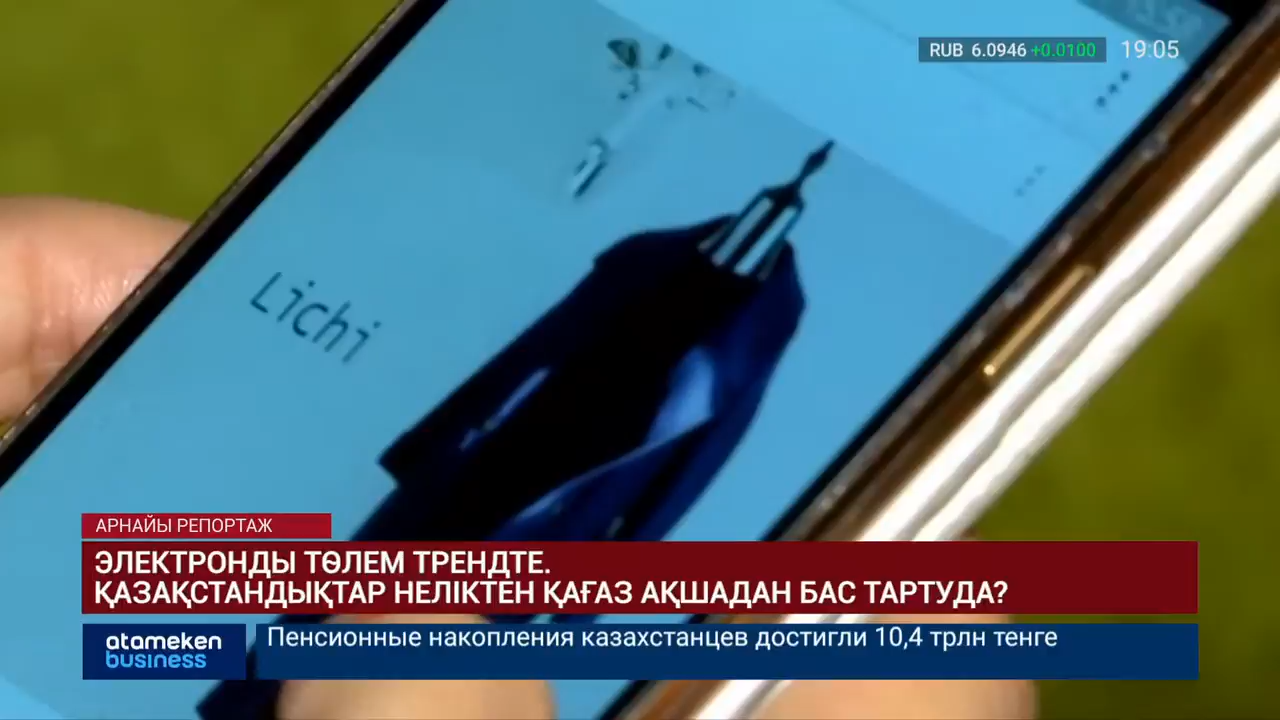 RUB 6.0946 +0.0100 19:05
Lichi
АРНАЙЫ РЕПОРТАЖ
ЭЛЕКТРОНДЫ ТӨЛЕМ ТРЕНДТЕ.
ҚАЗАҚСТАНДЫҚТАР НЕЛІКТЕН ҚАҒАЗ АҚШАДАН БАС ТАРТУДА?
atameken
business
Пенсионные накопления казахстанцев достигли 10,4 трлн тенге